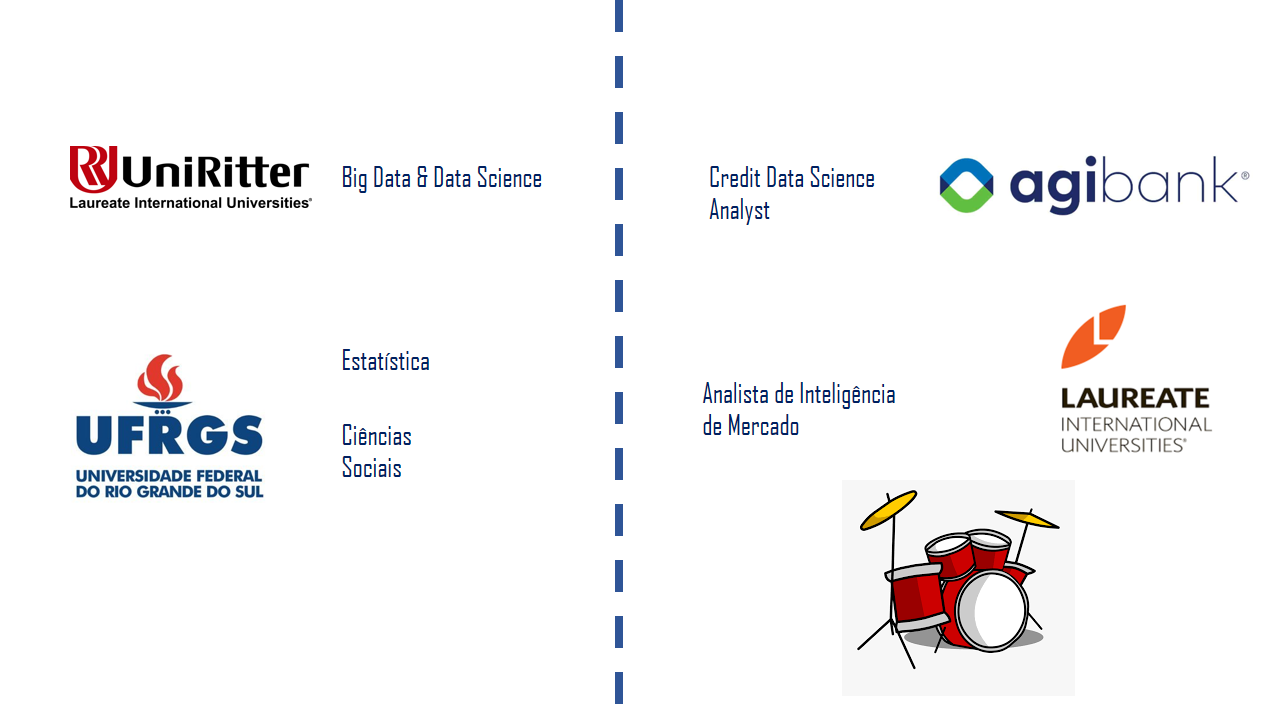 UniRitter
Laureate International Universities®
Big Data & Data Science
UFRGS
UNIVERSIDADE FEDERAL
DO RIO GRANDE DO SUL
Estatística
Ciências
Sociais
Credit Data Science
Analyst
agibank®
Analista de Inteligência
de Mercado
LAUREATE
INTERNATIONAL
UNIVERSITIES®